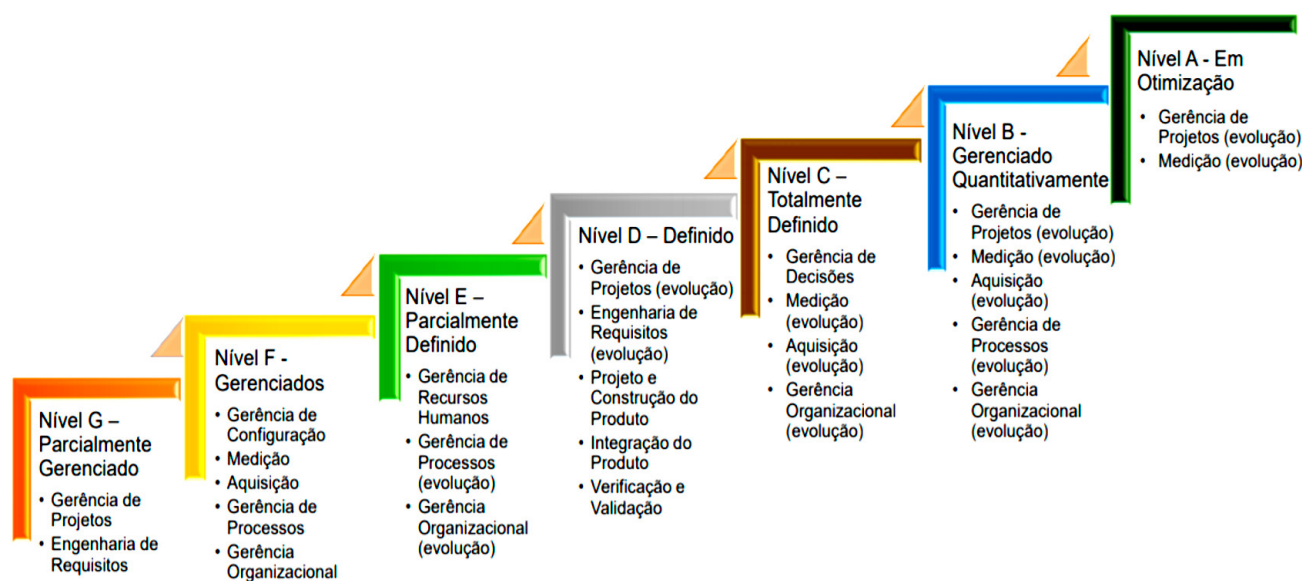 Nível G –
Parcialmente
Gerenciado
• Gerência de
Projetos
• Engenharia de
Requisitos
Nível F -
Gerenciados
• Gerência de
Configuração
• Medição
• Aquisição
• Gerência de
Processos
• Gerência
Organizacional
Nível E –
Parcialmente
Definido
• Gerência de
Recursos
Humanos
• Gerência de
Processos
(evolução)
• Gerência
Organizacional
(evolução)
Nível D – Definido
• Gerência de
Projetos (evolução)
• Engenharia de
Requisitos
(evolução)
• Projeto e
Construção do
Produto
• Integração do
Produto
• Verificação e
Validação
Nível C –
Totalmente
Definido
• Gerência de
Decisões
• Medição
(evolução)
• Aquisição
(evolução)
• Gerência
Organizacional
(evolução)
Nível B -
Gerenciado
Quantitativamente
• Gerência de
Projetos (evolução)
• Medição (evolução)
• Aquisição
(evolução)
• Gerência de
Processos
(evolução)
• Gerência
Organizacional
(evolução)
Nível A - Em
Otimização
• Gerência de
Projetos (evolução)
• Medição (evolução)